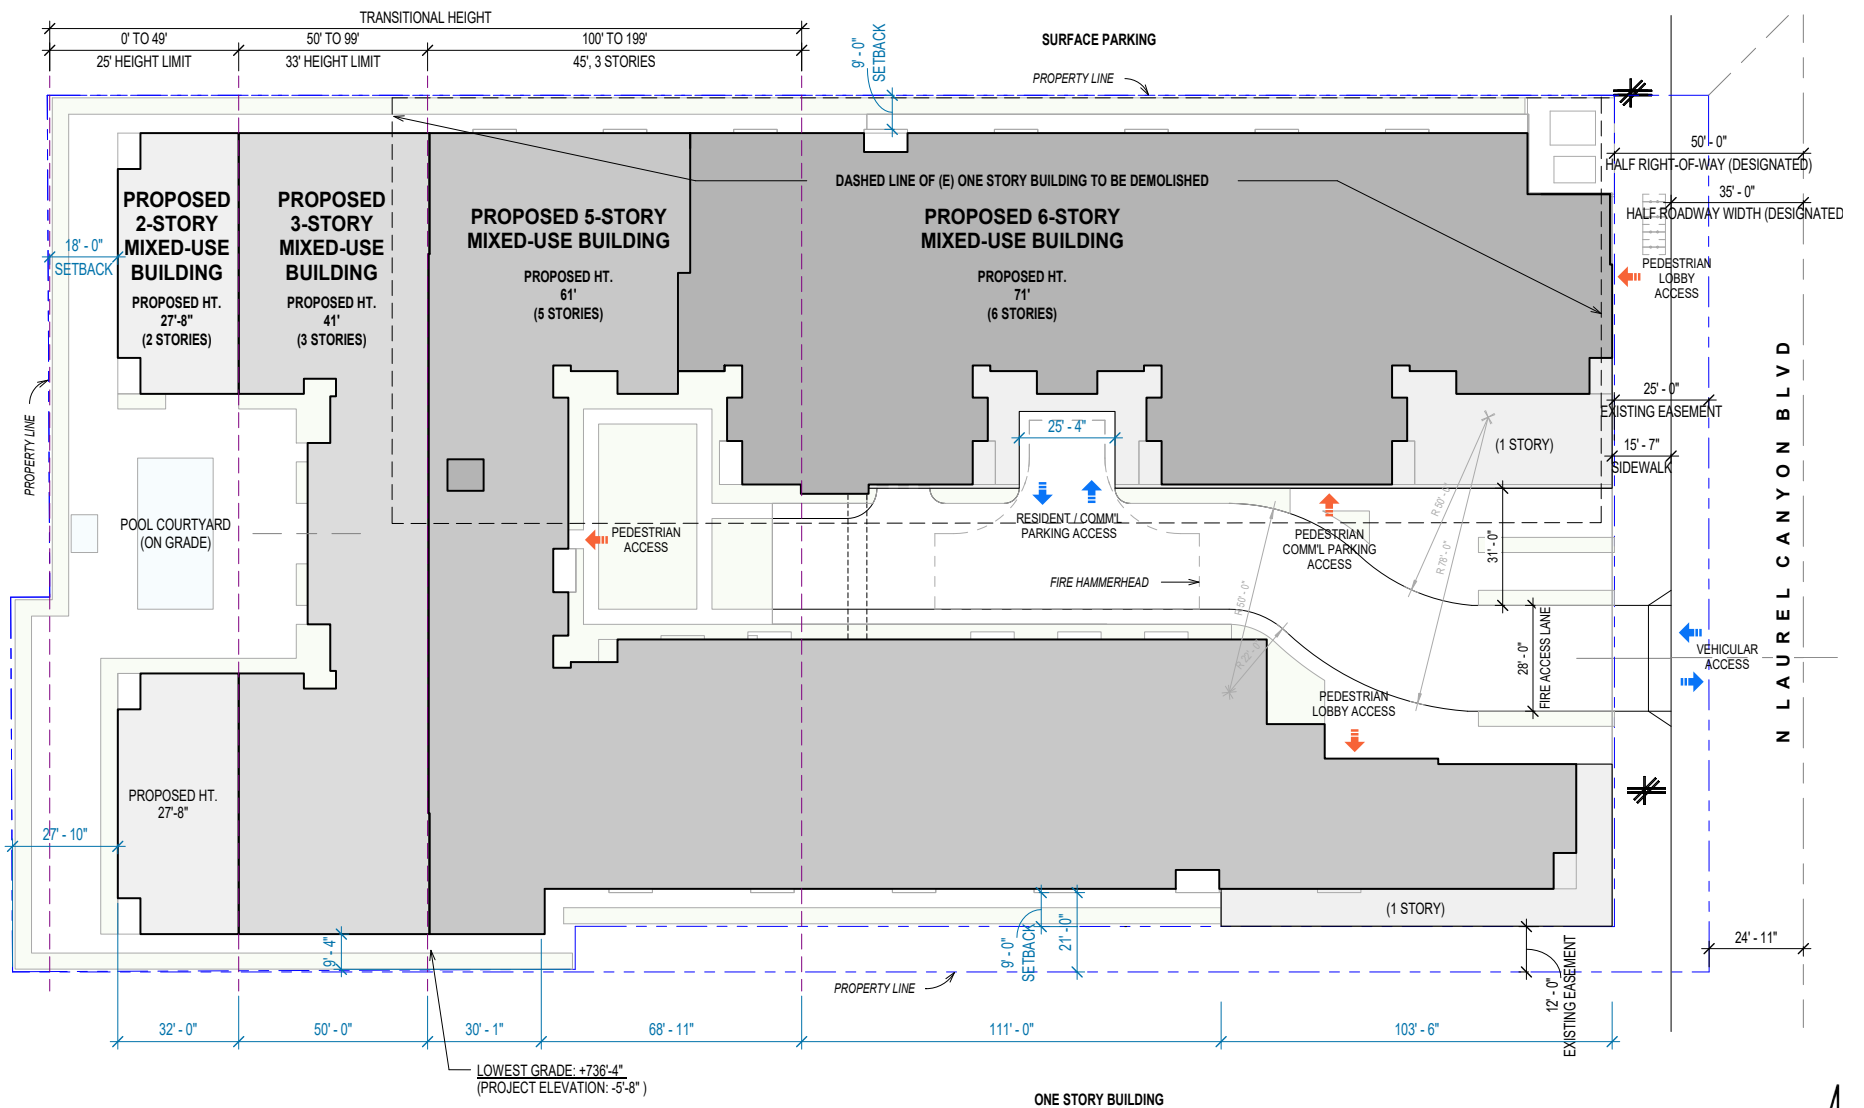 TRANSITIONAL HEIGHT
0' TO 49'
50' TO 99'
100' TO 199'
25' HEIGHT LIMIT
33' HEIGHT LIMIT
45', 3 STORIES
9' - 0"
SETBACK
SURFACE PARKING
PROPERTY LINE
50' - 0"
HALF RIGHT-OF-WAY (DESIGNATED)
35' - 0"
HALF ROADWAY WIDTH (DESIGNATED
DASHED LINE OF (E) ONE STORY BUILDING TO BE DEMOLISHED
PROPOSED
2-STORY
MIXED-USE
BUILDING
PROPOSED HT.
27'-8"
(2 STORIES)
PROPOSED
3-STORY
MIXED-USE
BUILDING
PROPOSED HT.
41'
(3 STORIES)
PROPOSED 5-STORY
MIXED-USE BUILDING
PROPOSED HT.
61'
(5 STORIES)
PROPOSED 6-STORY
MIXED-USE BUILDING
PROPOSED HT.
71'
(6 STORIES)
18' - 0"
SETBACK
PEDESTRIAN
LOBBY
ACCESS
PROPERTY LINE
25' - 0"
EXISTING EASEMENT
15' - 7"
SIDEWALK
N LAUREL CANYON BLVD
(1 STORY)
25' - 4"
R 50' - 0"
R 78' - 0"
31' - 0"
POOL COURTYARD
(ON GRADE)
PEDESTRIAN
ACCESS
RESIDENT / COMM'L
PARKING ACCESS
PEDESTRIAN
COMM'L PARKING
ACCESS
FIRE HAMMERHEAD
R 50' - 0"
R 22' - 0"
28' - 0"
FIRE ACCESS LANE
VEHICULAR
ACCESS
PEDESTRIAN
LOBBY ACCESS
PROPOSED HT.
27'-8"
27' - 10"
9' - 4"
9' - 0"
SETBACK
21' - 0"
(1 STORY)
12' - 0"
EXISTING EASEMENT
24' - 11"
PROPERTY LINE
32' - 0"
50' - 0"
30' - 1"
68' - 11"
111' - 0"
103' - 6"
LOWEST GRADE: +736'-4"
(PROJECT ELEVATION: -5'-8" )
ONE STORY BUILDING